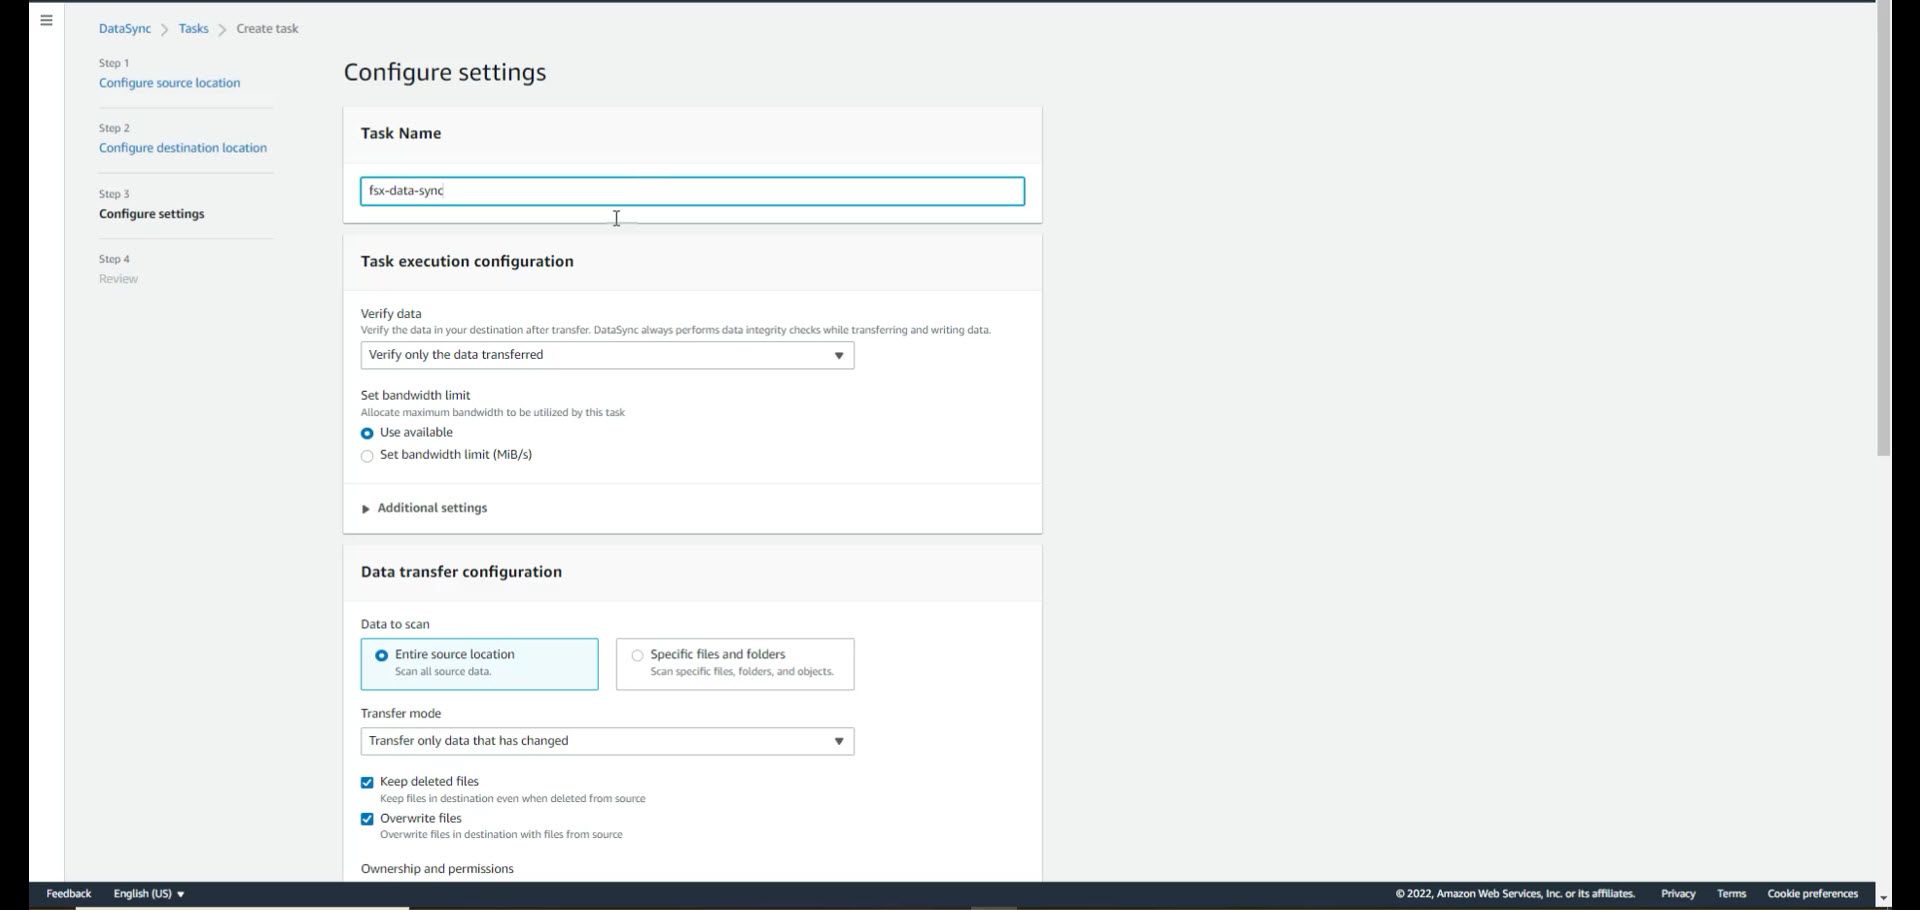 DataSync > Tasks > Create task
Step 1
Configure source location
Step 2
Configure destination location
Step 3
Configure settings
Step 4
Review
Configure settings
Task Name
fsx-data-sync
Task execution configuration
Verify data
Verify the data in your destination after transfer. DataSync always performs data integrity checks while transferring and writing data.
Verify only the data transferred
Set bandwidth limit
Allocate maximum bandwidth to be utilized by this task
Use available
Set bandwidth limit (MiB/s)
Additional settings
Data transfer configuration
Data to scan
Entire source location
Scan all source data.
Specific files and folders
Scan specific files, folders, and objects.
Transfer mode
Transfer only data that has changed
Keep deleted files
Keep files in destination even when deleted from source
Overwrite files
Overwrite files in destination with files from source
Ownership and permissions
Feedback English (US) © 2022, Amazon Web Services, Inc. or its affiliates. Privacy Terms Cookie preferences